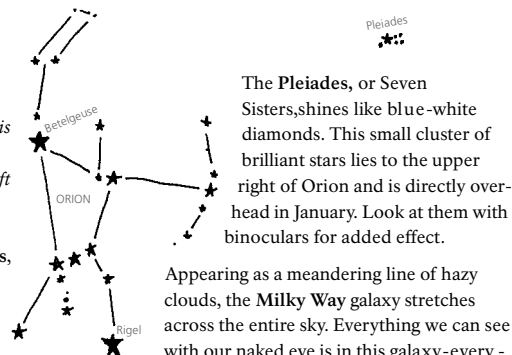 Pleiades
The Pleiades, or Seven
Sisters,shines like blue-white
diamonds. This small cluster of
brilliant stars lies to the upper
right of Orion and is directly over-
head in January. Look at them with
binoculars for added effect.
Appearing as a meandering line of hazy
clouds, the Milky Way galaxy stretches
across the entire sky. Everything we can see
with our naked eye is in this galaxy-every -
Betelgeuse
is
ft
ORION
s,
Rigel